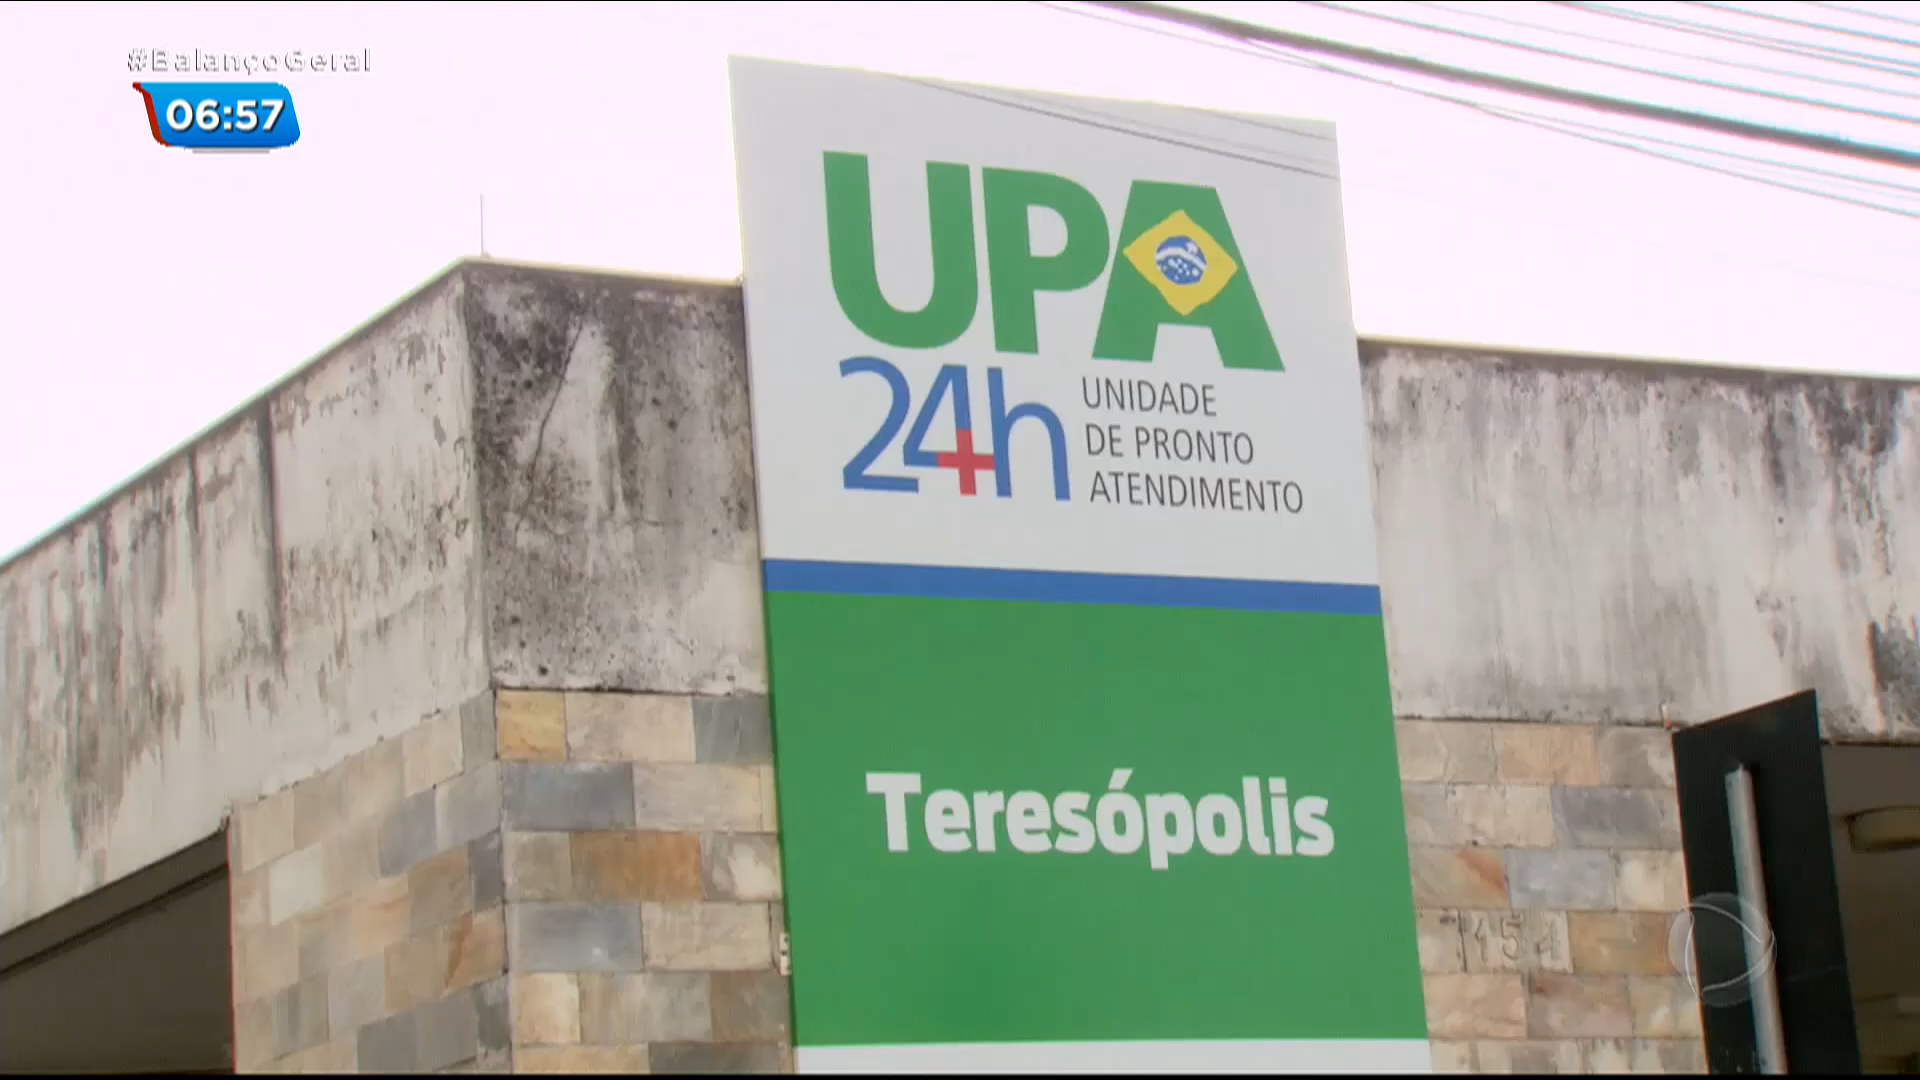 #BalançoGeral
06:57
UPA
24h
UNIDADE
DE PRONTO
ATENDIMENTO
Teresópolis